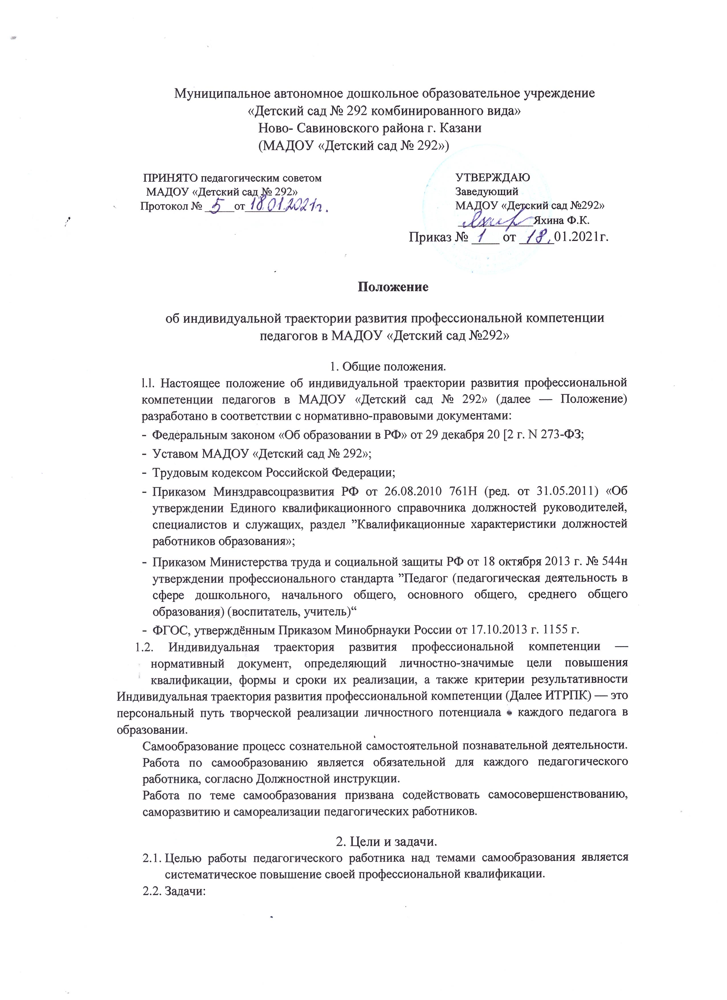 Муниципальное автономное дошкольное образовательное учреждение
«Детский сад № 292 комбинированного вида»
Ново- Савиновского района г. Казани
(МАДОУ «Детский сад № 292»)
ПРИНЯТО педагогическим советом
МАДОУ «Детский сад № 292»
Протокол № 5 от 18.01.2021г.
УТВЕРЖДАЮ
Заведующий
МАДОУ «Детский сад №292»
Яхина Ф.К.
Приказ № 1 от 18.01.2021г.
Положение
об индивидуальной траектории развития профессиональной компетенции
педагогов в МАДОУ «Детский сад №292»
1. Общие положения.
l.l. Настоящее положение об индивидуальной траектории развития профессиональной
компетенции педагогов в МАДОУ «Детский сад № 292» (далее — Положение)
разработано в соответствии с нормативно-правовыми документами:
- Федеральным законом «Об образовании в РФ» от 29 декабря 20 [2 г. N 273-ФЗ;
- Уставом МАДОУ «Детский сад № 292»;
- Трудовым кодексом Российской Федерации;
- Приказом Минздравсоцразвития РФ от 26.08.2010 761Н (ред. от 31.05.2011) «Об
утверждении Единого квалификационного справочника должностей руководителей,
специалистов и служащих, раздел ”Квалификационные характеристики должностей
работников образования»;
- Приказом Министерства труда и социальной защиты РФ от 18 октября 2013 г. № 544н
утверждении профессионального стандарта ”Педагог (педагогическая деятельность в
сфере дошкольного, начального общего, основного общего, среднего общего
образования) (воспитатель, учитель)“
- ФГОС, утверждённым Приказом Минобрнауки России от 17.10.2013 г. 1155 г.
1.2. Индивидуальная траектория развития профессиональной компетенции —
нормативный документ, определяющий личностно-значимые цели повышения
квалификации, формы и сроки их реализации, а также критерии результативности
Индивидуальная траектория развития профессиональной компетенции (Далее ИТРПК) — это
персональный путь творческой реализации личностного потенциала • каждого педагога в
образовании.
Самообразование процесс сознательной самостоятельной познавательной деятельности.
Работа по самообразованию является обязательной для каждого педагогического
работника, согласно Должностной инструкции.
Работа по теме самообразования призвана содействовать самосовершенствованию,
саморазвитию и самореализации педагогических работников.
2. Цели и задачи.
2.1. Целью работы педагогического работника над темами самообразования является
систематическое повышение своей профессиональной квалификации.
2.2. Задачи: